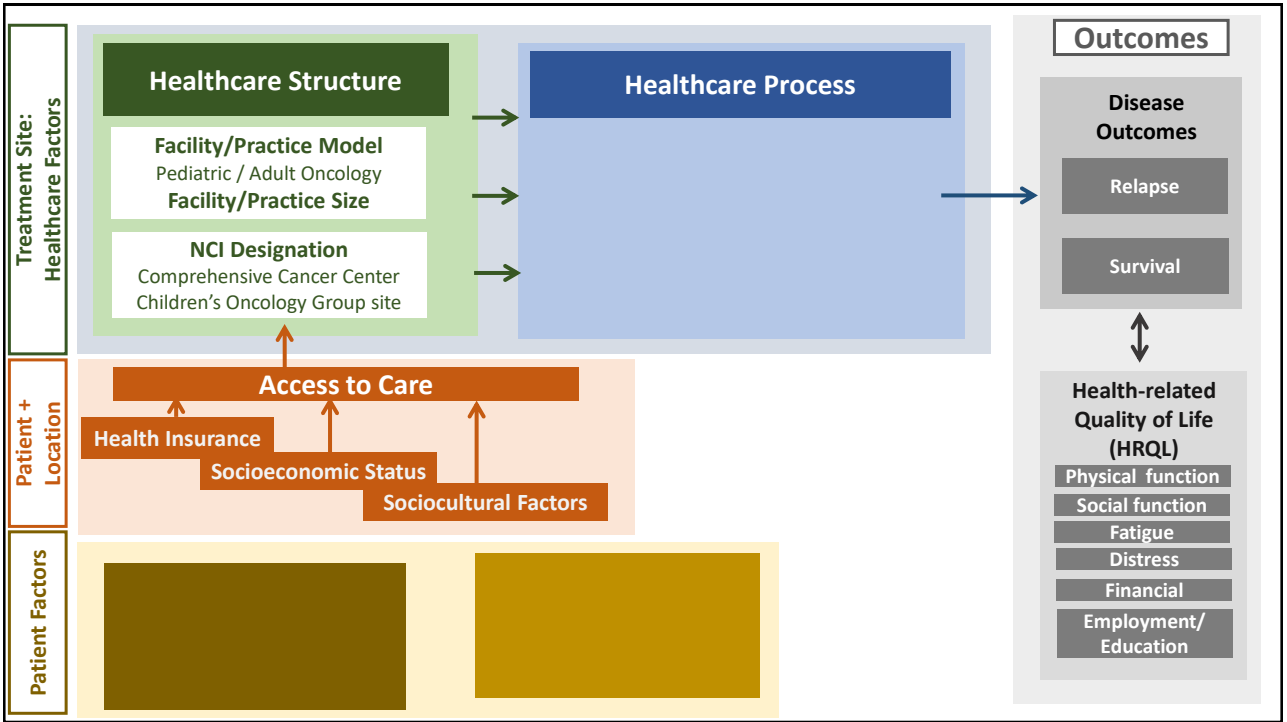 Treatment Site:
Healthcare Factors
Healthcare Structure
Facility/Practice Model
Pediatric / Adult Oncology
Facility/Practice Size
NCI Designation
Comprehensive Cancer Center
Children’s Oncology Group site
Healthcare Process
Patient +
Location
Access to Care
Health Insurance
Socioeconomic Status
Sociocultural Factors
Patient Factors
Outcomes
Disease
Outcomes
Relapse
Survival
Health-related
Quality of Life
(HRQL)
Physical function
Social function
Fatigue
Distress
Financial
Employment/
Education